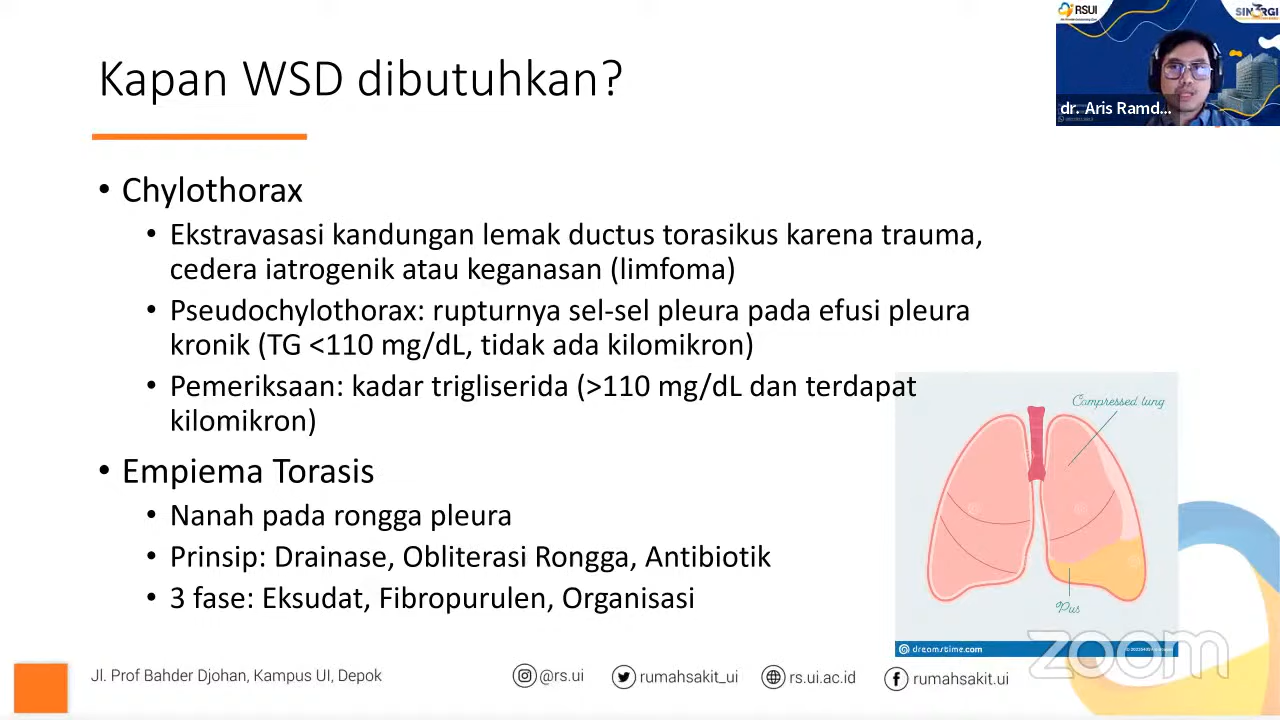 RSUI
SINERGI
Kapan WSD dibutuhkan?
dr. Aris Ramd...
• Chylothorax
• Ekstravasasi kandungan lemak ductus torasikus karena trauma,
cedera iatrogenik atau keganasan (limfoma)
• Pseudochylothorax: rupturnya sel-sel pleura pada efusi pleura
kronik (TG <110 mg/dL, tidak ada kilomikron)
• Pemeriksaan: kadar trigliserida (>110 mg/dL dan terdapat
kilomikron)
• Empiema Torasis
• Nanah pada rongga pleura
• Prinsip: Drainase, Obliterasi Rongga, Antibiotik
• 3 fase: Eksudat, Fibropurulen, Organisasi
Compressed lung
Pus
dreamstime.com
zoom
Jl. Prof Bahder Djohan, Kampus UI, Depok
@rs.ui
rumahsakit_ui
rs.ui.ac.id
rumahsakit.ui